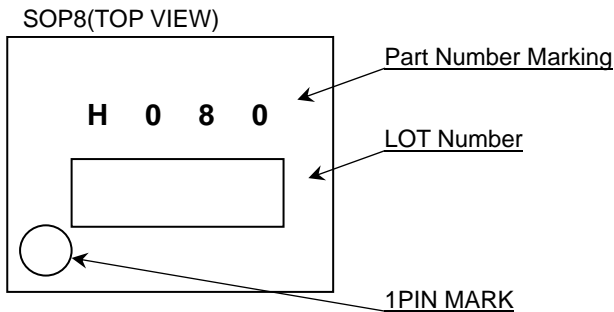 SOP8(TOP VIEW)
Part Number Marking
H 0 8 0
LOT Number
1PIN MARK